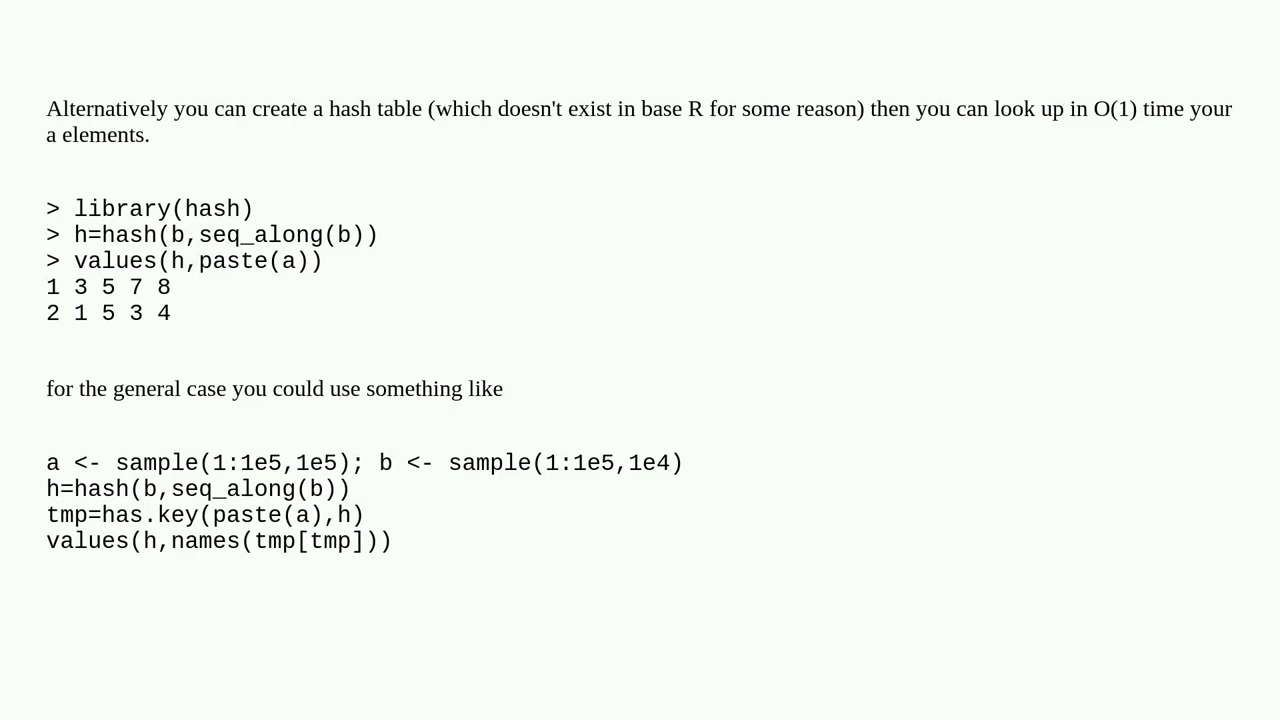 Alternatively you can create a hash table (which doesn't exist in base R for some reason) then you can look up in O(1) time your
a elements.
> library(hash)
> h=hash(b,seq_along(b))
> values(h,paste(a))
1 3 5 7 8
2 1 5 3 4
for the general case you could use something like
a <- sample(1:1e5,1e5); b <- sample(1:1e5,1e4)
h=hash(b,seq_along(b))
tmp=has.key(paste(a),h)
values(h,names(tmp[tmp]))